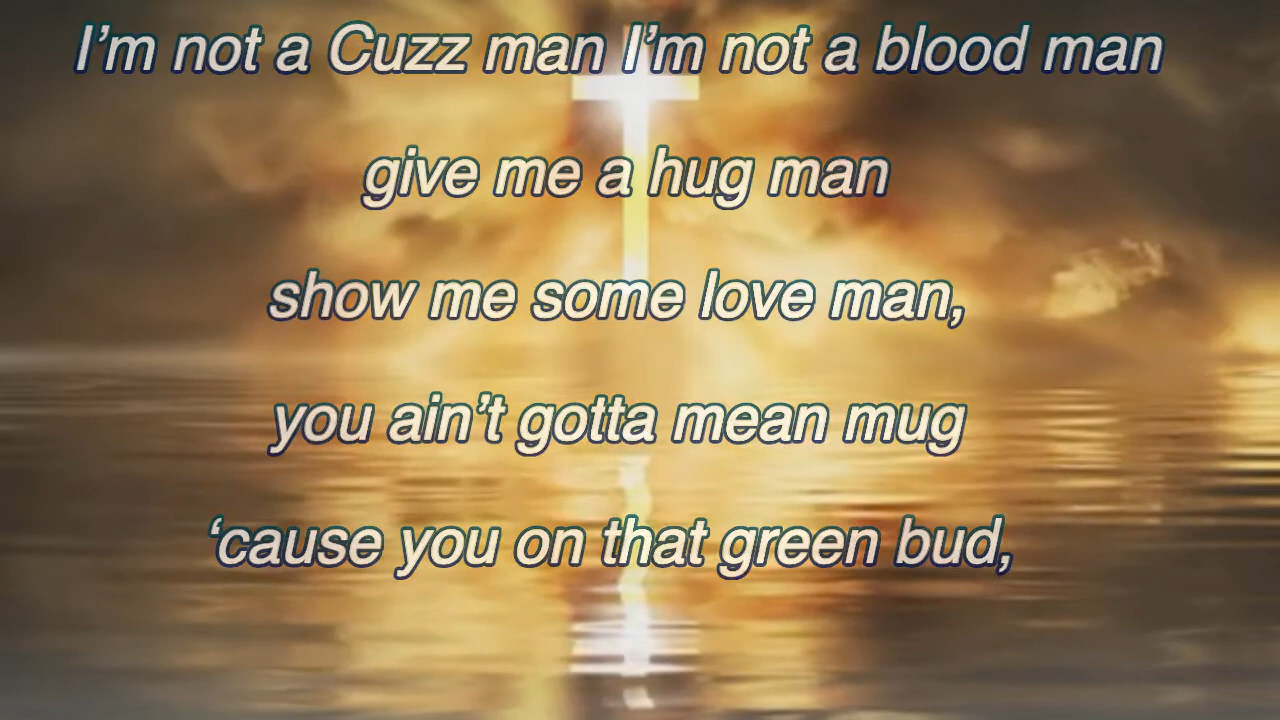 I’m not a Cuzz man I’m not a blood man
give me a hug man
show me some love man,
you ain’t gotta mean mug
‘cause you on that green bud,